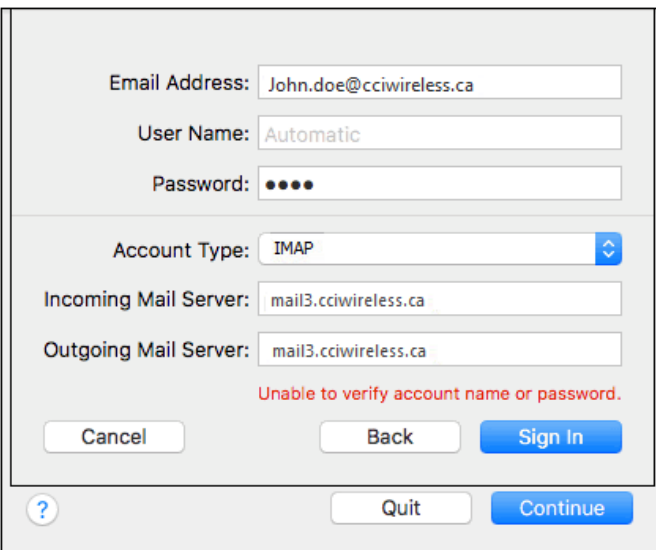 Email Address: John.doe@cciwireless.ca
User Name: Automatic
Password: ●●●●
Account Type: IMAP
Incoming Mail Server: mail3.cciwireless.ca
Outgoing Mail Server: mail3.cciwireless.ca
Unable to verify account name or password.
Cancel Back Sign In
? Quit Continue